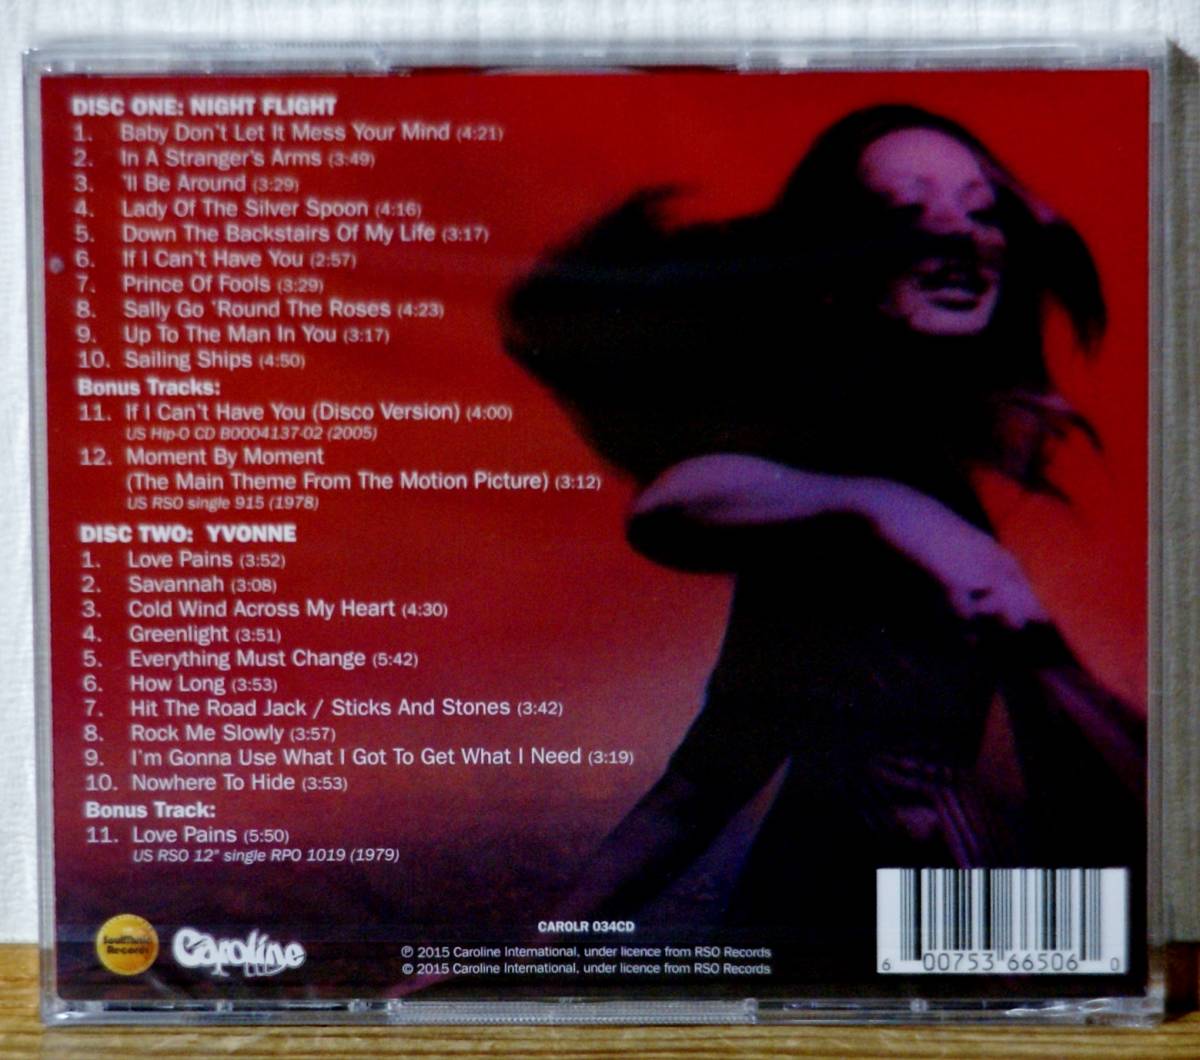 DISC ONE: NIGHT FLIGHT
1. Baby Don't Let It Mess Your Mind (4:21)
2. In A Stranger's Arms (3:49)
3. 'll Be Around (3:29)
4. Lady Of The Silver Spoon (4:16)
5. Down The Backstairs Of My Life (3:17)
6. If I Can't Have You (2:57)
7. Prince Of Fools (3:29)
8. Sally Go 'Round The Roses (4:23)
9. Up To The Man In You (3:17)
10. Sailing Ships (4:50)
Bonus Tracks:
11. If I Can't Have You (Disco Version) (4:00)
US Hip-O CD B0004137-02 (2005)
12. Moment By Moment
(The Main Theme From The Motion Picture) (3:12)
US RSO single 915 (1978)
DISC TWO: YVONNE
1. Love Pains (3:52)
2. Savannah (3:08)
3. Cold Wind Across My Heart (4:30)
4. Greenlight (3:51)
5. Everything Must Change (5:42)
6. How Long (3:53)
7. Hit The Road Jack / Sticks And Stones (3:42)
8. Rock Me Slowly (3:57)
9. I'm Gonna Use What I Got To Get What I Need (3:19)
10. Nowhere To Hide (3:53)
Bonus Track:
11. Love Pains (5:50)
US RSO 12" single RPO 1019 (1979)
SoulMusic
Records
Caroline
CAROLR 034CD
℗ 2015 Caroline International, under licence from RSO Records
© 2015 Caroline International, under licence from RSO Records
6 00753 66506 0